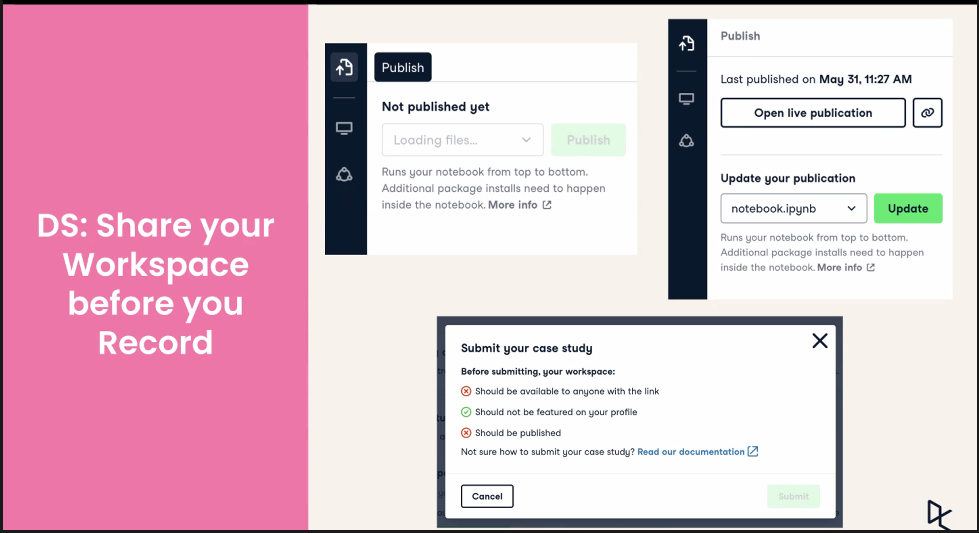 DS: Share your
Workspace
before you
Record
Publish
Not published yet
Loading files...
Publish
Runs your notebook from top to bottom.
Additional package installs need to happen
inside the notebook. More info
Publish
Last published on May 31, 11:27 AM
Open live publication
Update your publication
notebook.ipynb
Update
Runs your notebook from top to bottom.
Additional package installs need to happen
inside the notebook. More info
Submit your case study
Before submitting, your workspace:
Should be available to anyone with the link
Should not be featured on your profile
Should be published
Not sure how to submit your case study? Read our documentation
Cancel
Submit